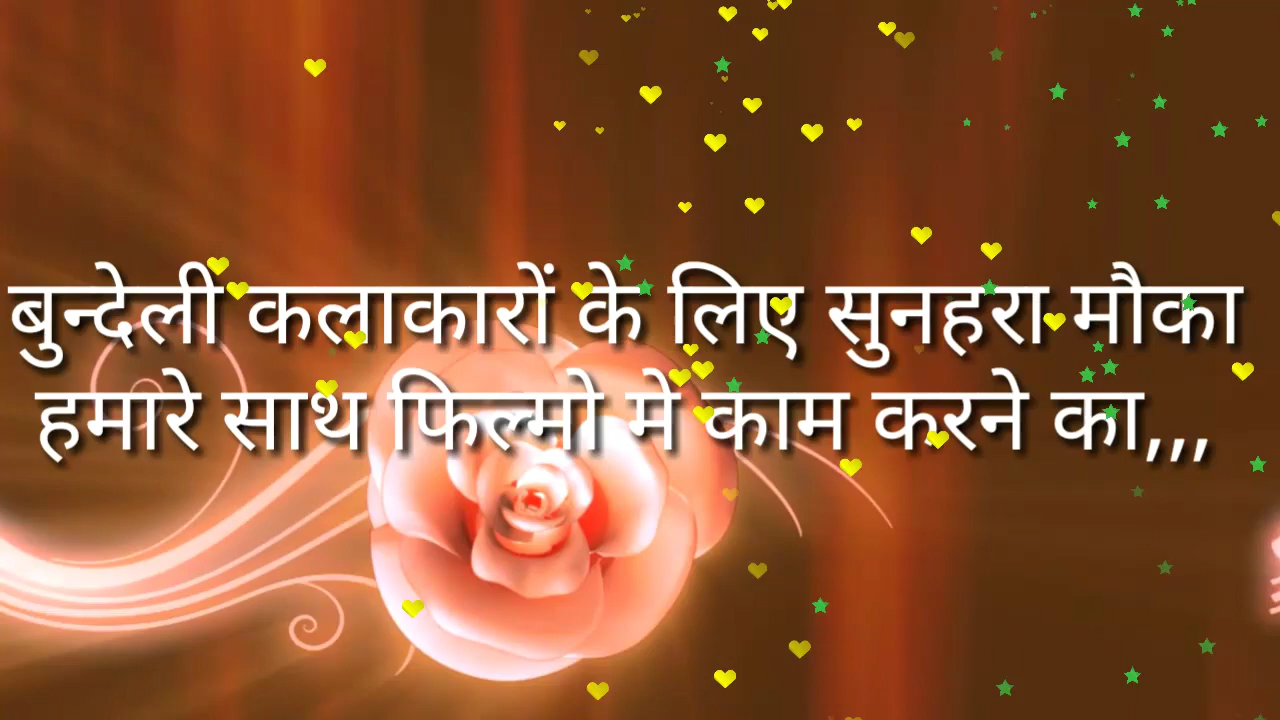 बुन्देली कलाकारों के लिए सुनहरा मौका
हमारे साथ फिल्मो मे काम करने का,,,